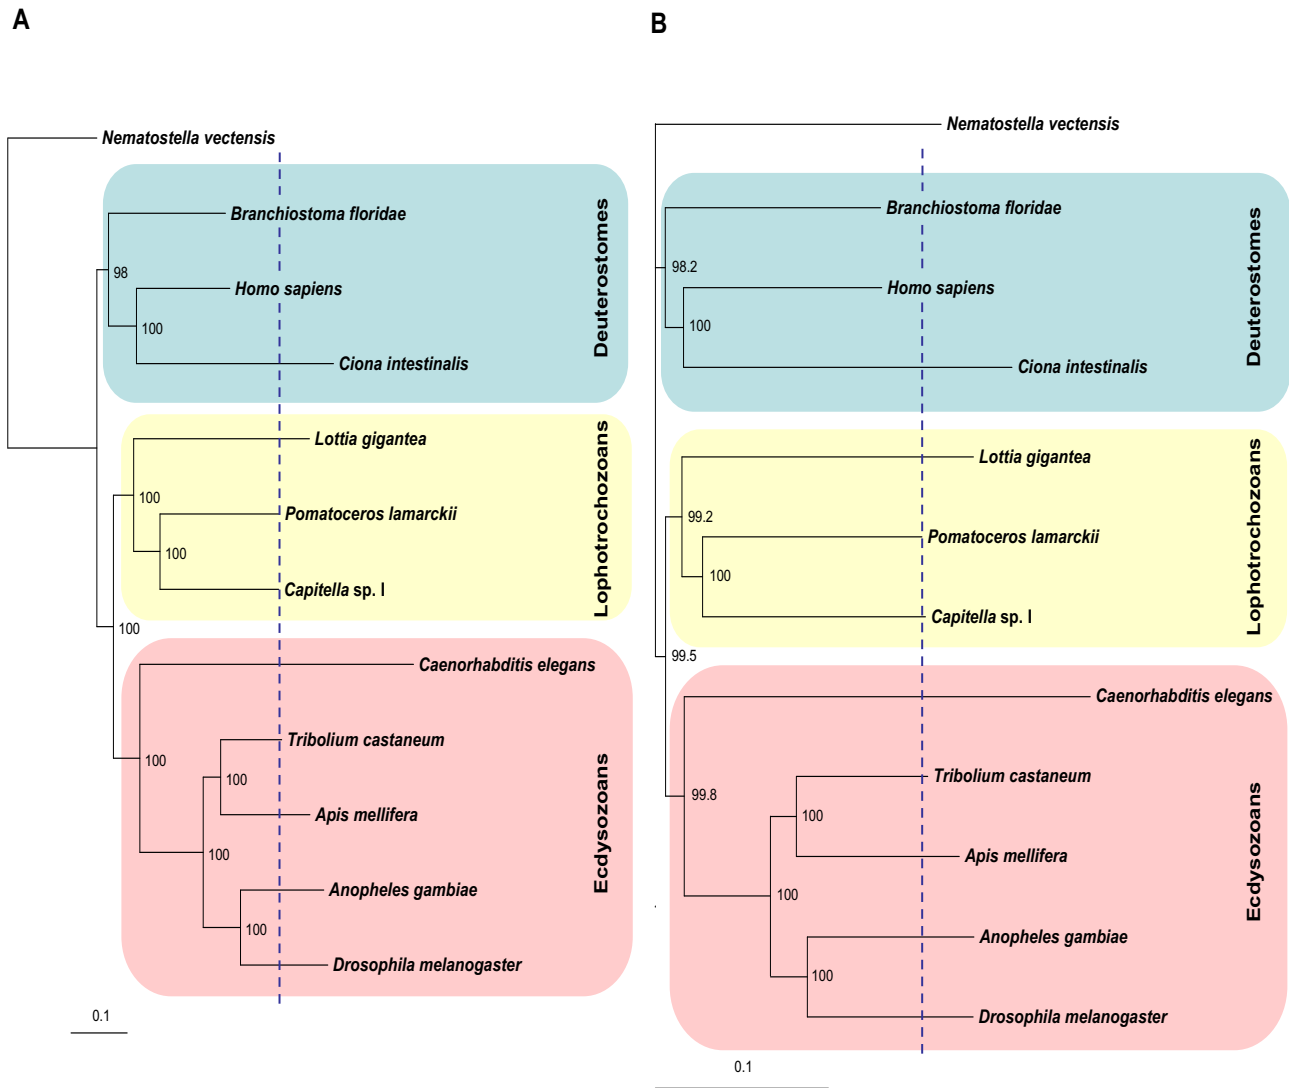 A
Nematostella vectensis
Branchiostoma floridae
98
Homo sapiens
100
Ciona intestinalis
Deuterostomes
Lottia gigantea
100
Pomatoceros lamarckii
100
Capitella sp. I
Lophotrochozoans
100
Caenorhabditis elegans
100
Tribolium castaneum
100
Apis mellifera
100
Anopheles gambiae
100
Drosophila melanogaster
Ecdysozoans
0.1
B
Nematostella vectensis
Branchiostoma floridae
98.2
Homo sapiens
100
Ciona intestinalis
Deuterostomes
Lottia gigantea
99.2
Pomatoceros lamarckii
100
Capitella sp. I
Lophotrochozoans
99.5
Caenorhabditis elegans
99.8
Tribolium castaneum
100
Apis mellifera
100
Anopheles gambiae
100
Drosophila melanogaster
Ecdysozoans
0.1